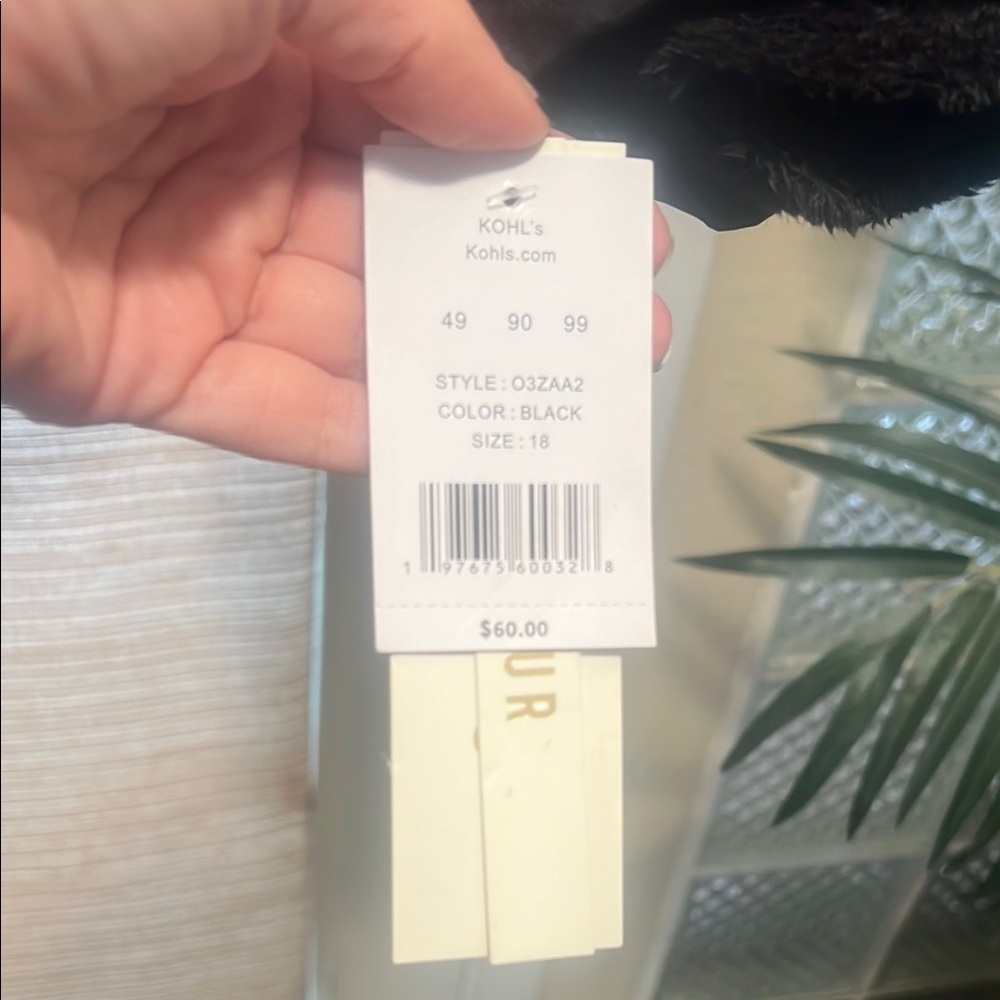 KOHL's
Kohls.com
49 90 99
STYLE : O3ZAA2
COLOR : BLACK
SIZE : 18
1 97675 60032 8
$60.00
UR